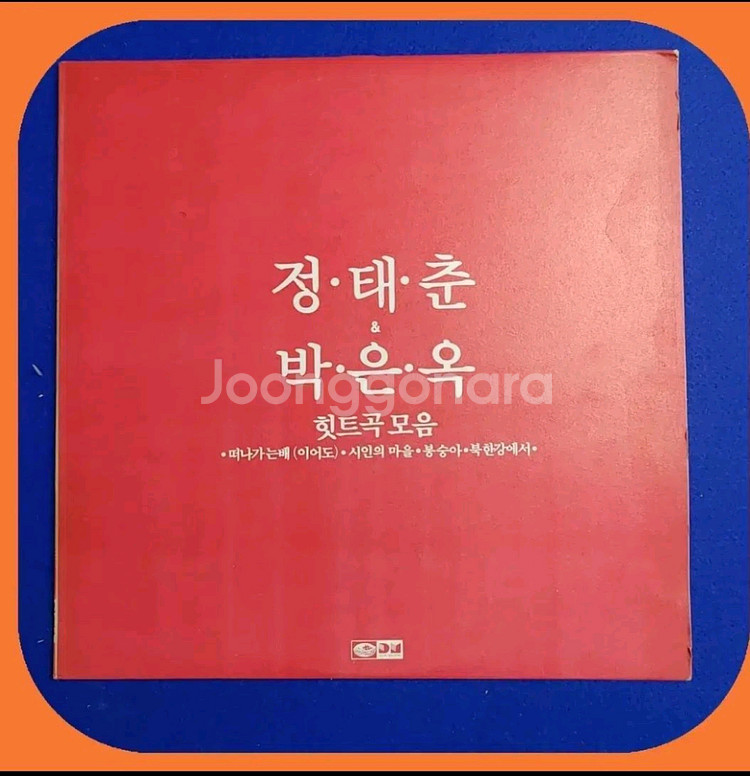 정·태·춘
&
박·은·옥
Joonggonara
힛트곡 모음
•떠나가는배 (이어도)•시인의 마을•봉숭아•북한강에서•